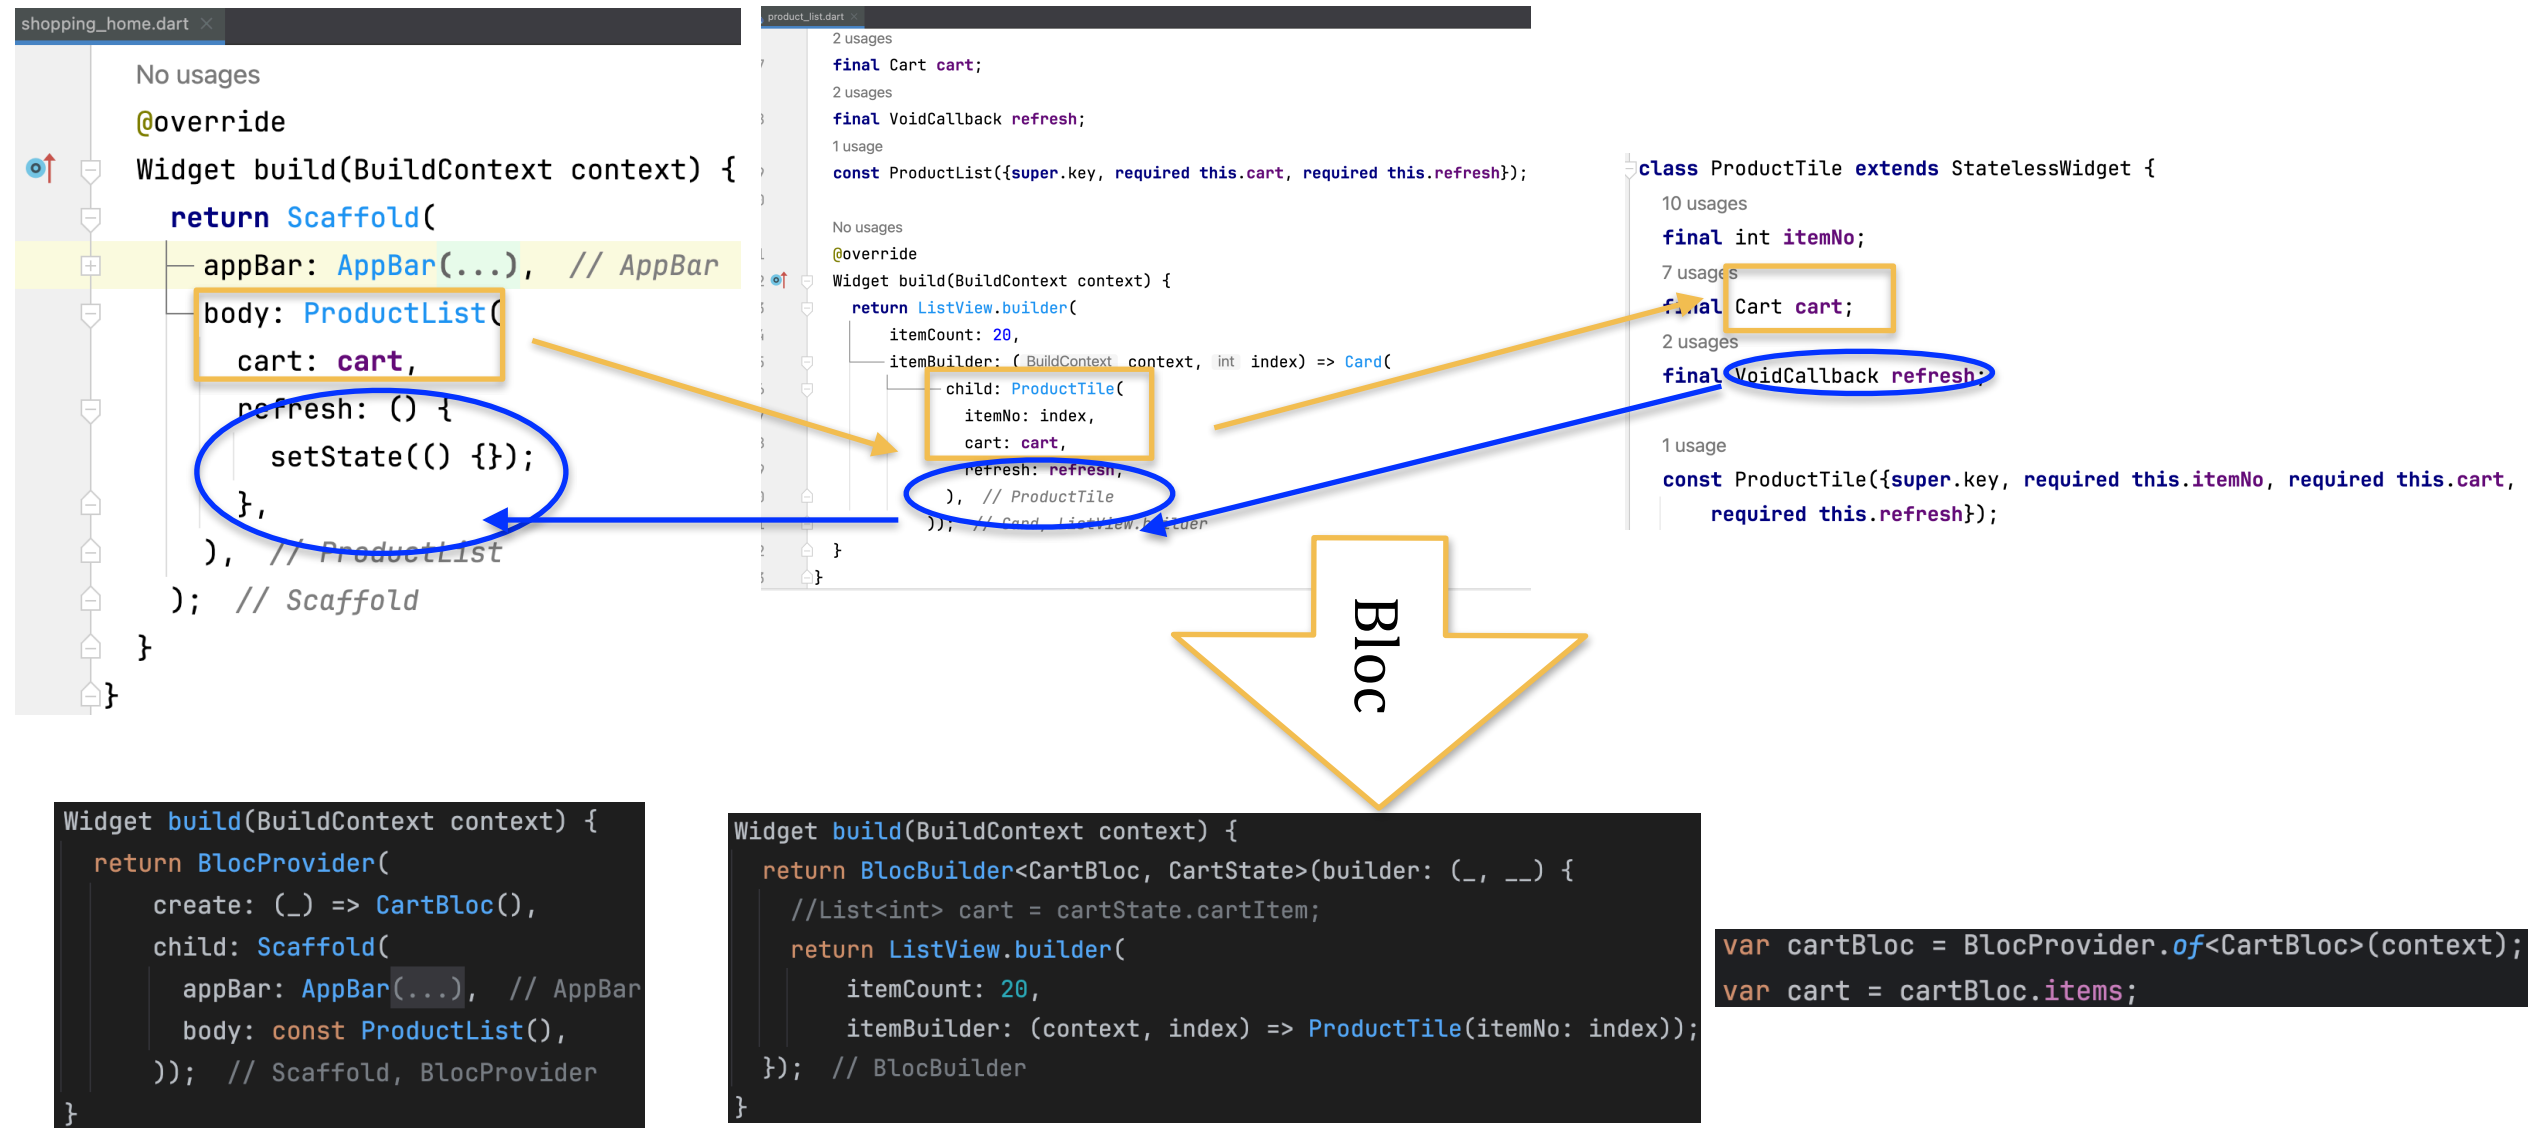 shopping_home.dart
No usages
@override
Widget build(BuildContext context) {
return Scaffold(
appBar: AppBar(...), // AppBar
body: ProductList(
cart: cart,
refresh: () {
setState(() {});
},
), // ProductList
); // Scaffold
}
}
product_list.dart
2 usages
final Cart cart;
2 usages
final VoidCallback refresh;
1 usage
const ProductList({super.key, required this.cart, required this.refresh});
No usages
@override
Widget build(BuildContext context) {
return ListView.builder(
itemCount: 20,
itemBuilder: ( BuildContext context, int index) => Card(
child: ProductTile(
itemNo: index,
cart: cart,
refresh: refresh,
), // ProductTile
)); // Card, ListView.builder
}
}
class ProductTile extends StatelessWidget {
10 usages
final int itemNo;
7 usages
final Cart cart;
2 usages
final VoidCallback refresh;
1 usage
const ProductTile({super.key, required this.itemNo, required this.cart,
required this.refresh});
Bloc
Widget build(BuildContext context) {
return BlocProvider(
create: (_) => CartBloc(),
child: Scaffold(
appBar: AppBar(...), // AppBar
body: const ProductList(),
)); // Scaffold, BlocProvider
}
Widget build(BuildContext context) {
return BlocBuilder<CartBloc, CartState>(builder: (_, __) {
//List<int> cart = cartState.cartItem;
return ListView.builder(
itemCount: 20,
itemBuilder: (context, index) => ProductTile(itemNo: index));
}); // BlocBuilder
}
var cartBloc = BlocProvider.of<CartBloc>(context);
var cart = cartBloc.items;